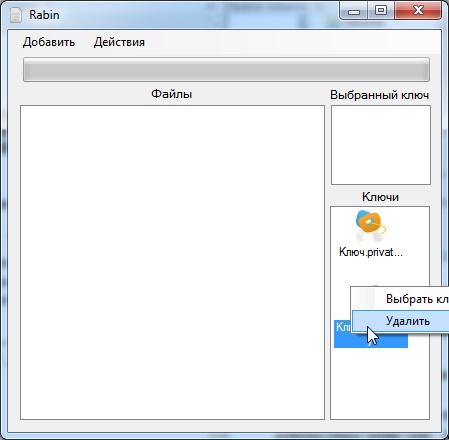 Rabin
Добавить Действия
Файлы
Выбранный ключ
Ключи
Ключ.privat...
Выбрать кл
Удалить